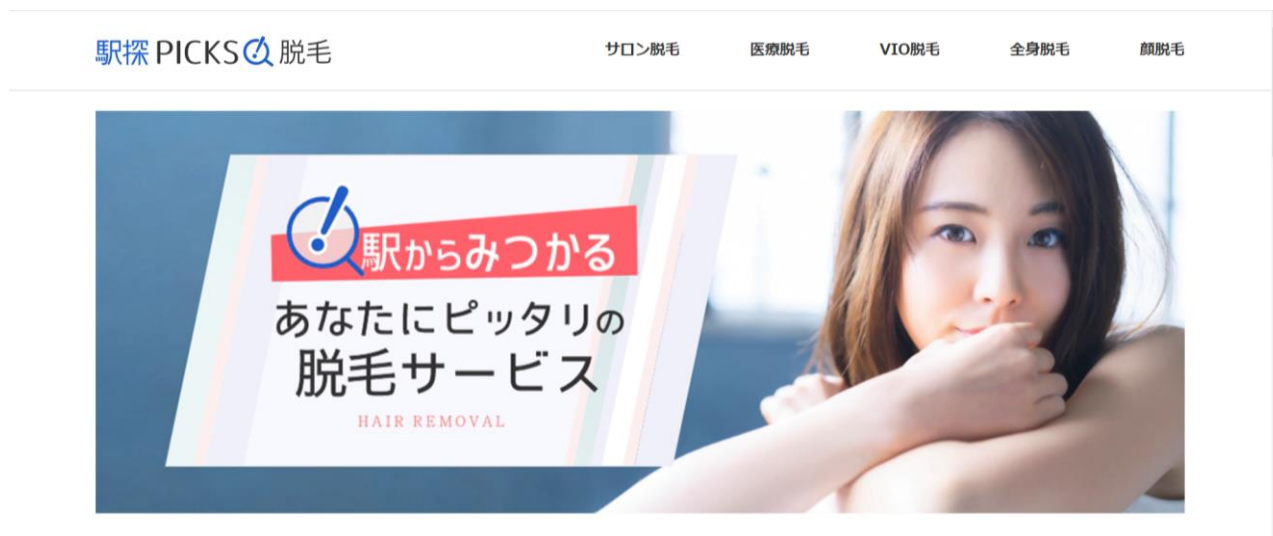 駅探 PICKS 脱毛
サロン脱毛
医療脱毛
VIO脱毛
全身脱毛
顔脱毛
駅からみつかる
あなたにピッタリの
脱毛サービス
HAIR REMOVAL